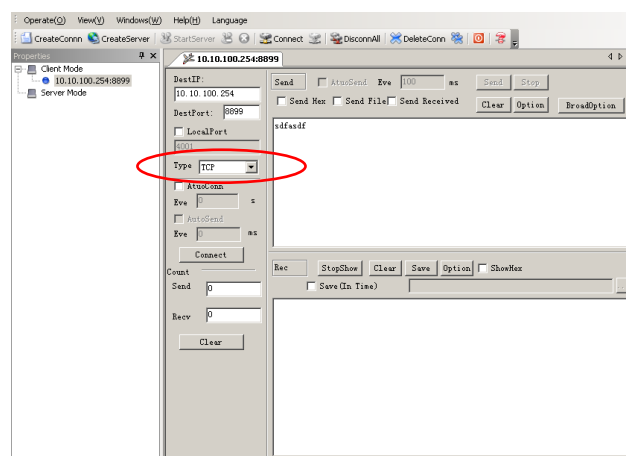 Operate(O) View(V) Windows(W) Help(H) Language
CreateConnn CreateServer StartServer Connect DisconnAll DeleteConn
Properties
Client Mode
10.10.100.254:8899
Server Mode
10.10.100.254:8899
DestIP:
10. 10. 100. 254
DestPort: 8899
LocalPort
4001
Type TCP
AtuoConn
Eve 0 s
AutoSend
Eve 0 ms
Connect
Count
Send 0
Recv 0
Clear
Send AtuoSend Eve 100 ms Send Stop
Send Hex Send File Send Received Clear Option BroadOption
sdfasdf
Rec StopShow Clear Save Option ShowHex
Save(In Time) ...